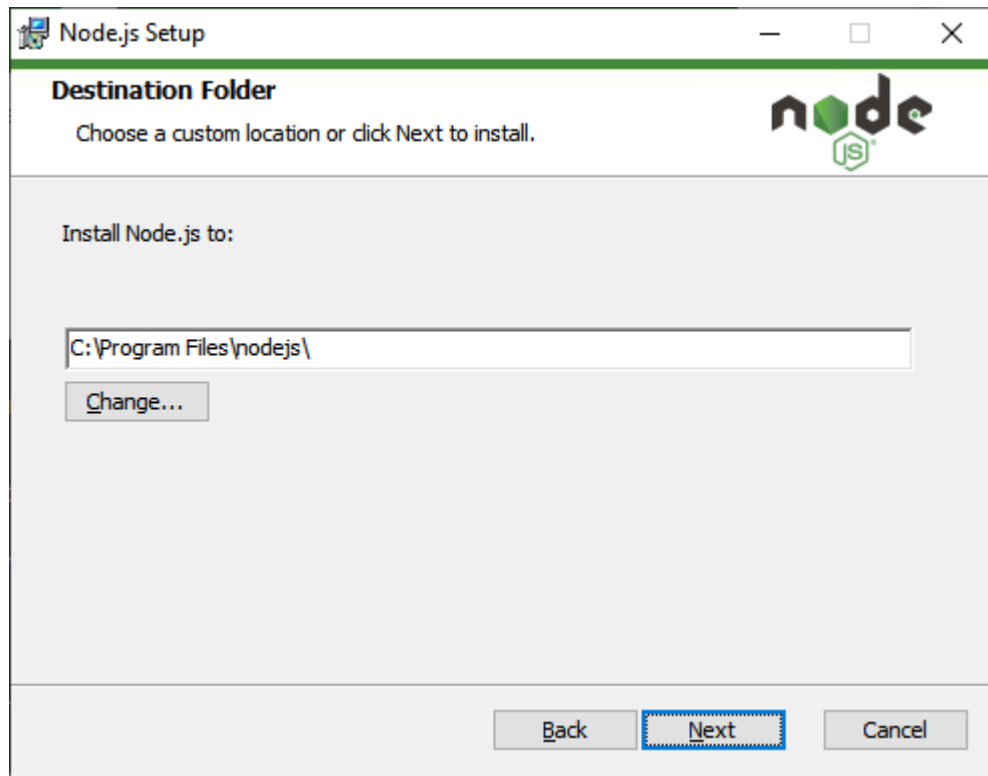 Node.js Setup
Destination Folder
Choose a custom location or click Next to install.
node
JS
Install Node.js to:
C:\Program Files\nodejs\
Change...
Back Next Cancel